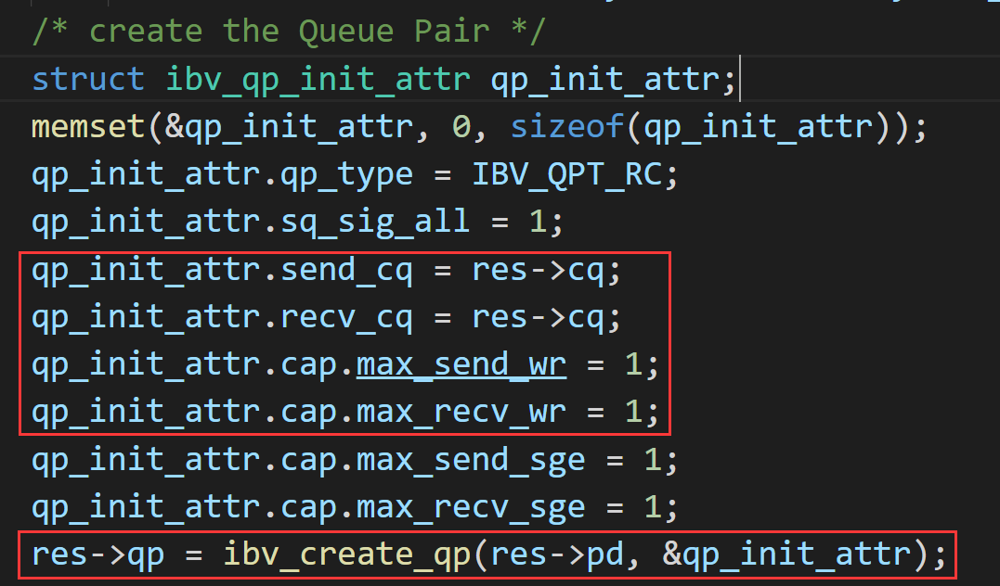 /* create the Queue Pair */
struct ibv_qp_init_attr qp_init_attr;
memset(&qp_init_attr, 0, sizeof(qp_init_attr));
qp_init_attr.qp_type = IBV_QPT_RC;
qp_init_attr.sq_sig_all = 1;
qp_init_attr.send_cq = res->cq;
qp_init_attr.recv_cq = res->cq;
qp_init_attr.cap.max_send_wr = 1;
qp_init_attr.cap.max_recv_wr = 1;
qp_init_attr.cap.max_send_sge = 1;
qp_init_attr.cap.max_recv_sge = 1;
res->qp = ibv_create_qp(res->pd, &qp_init_attr);